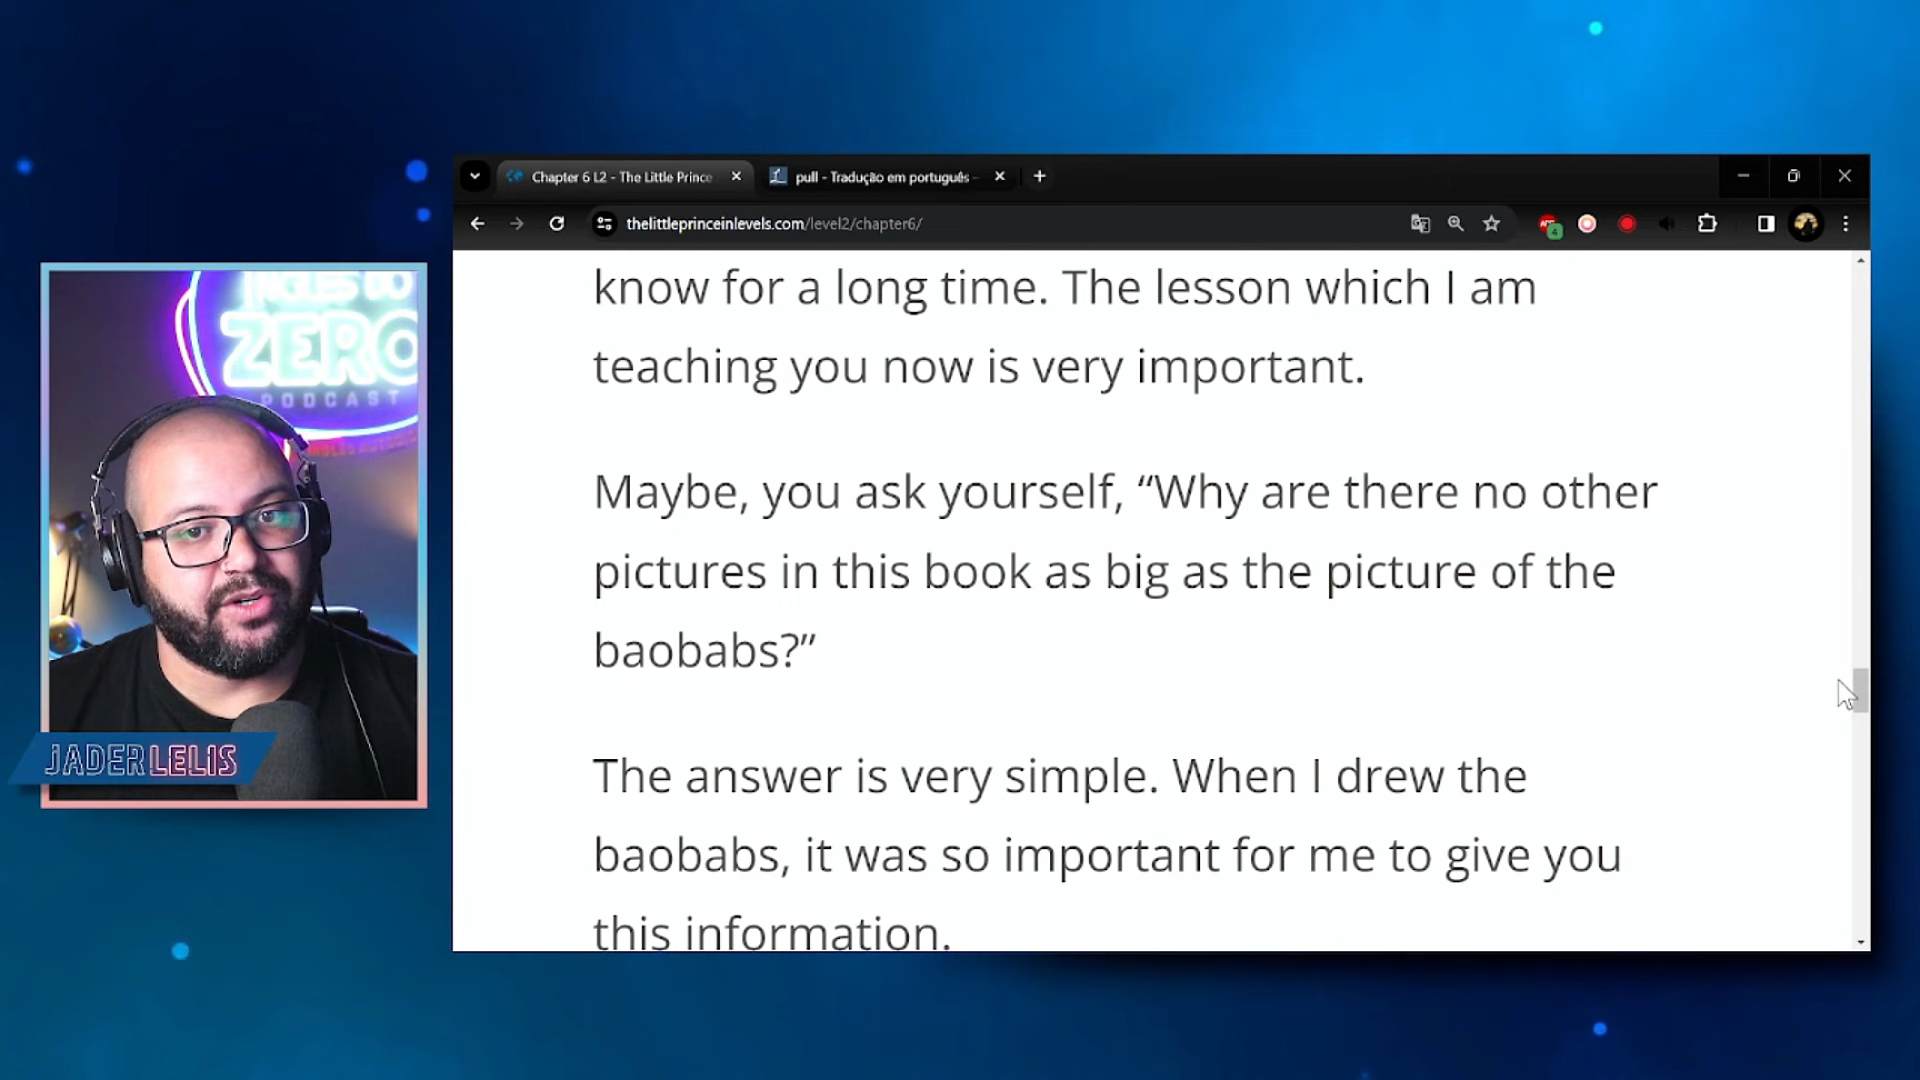 Chapter 6 L2 - The Little Prince
pull - Tradução em português -
thelittleprinceinlevels.com/level2/chapter6/
ZERO
PODCAST
JADERLELIS
know for a long time. The lesson which I am
teaching you now is very important.
Maybe, you ask yourself, “Why are there no other
pictures in this book as big as the picture of the
baobabs?”
The answer is very simple. When I drew the
baobabs, it was so important for me to give you
this information.